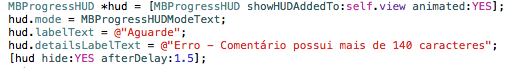 MBProgressHUD *hud = [MBProgressHUD showHUDAddedTo:self.view animated:YES];
hud.mode = MBProgressHUDModeText;
hud.labelText = @"Aguarde";
hud.detailsLabelText = @"Erro – Comentário possui mais de 140 caracteres";
[hud hide:YES afterDelay:1.5];